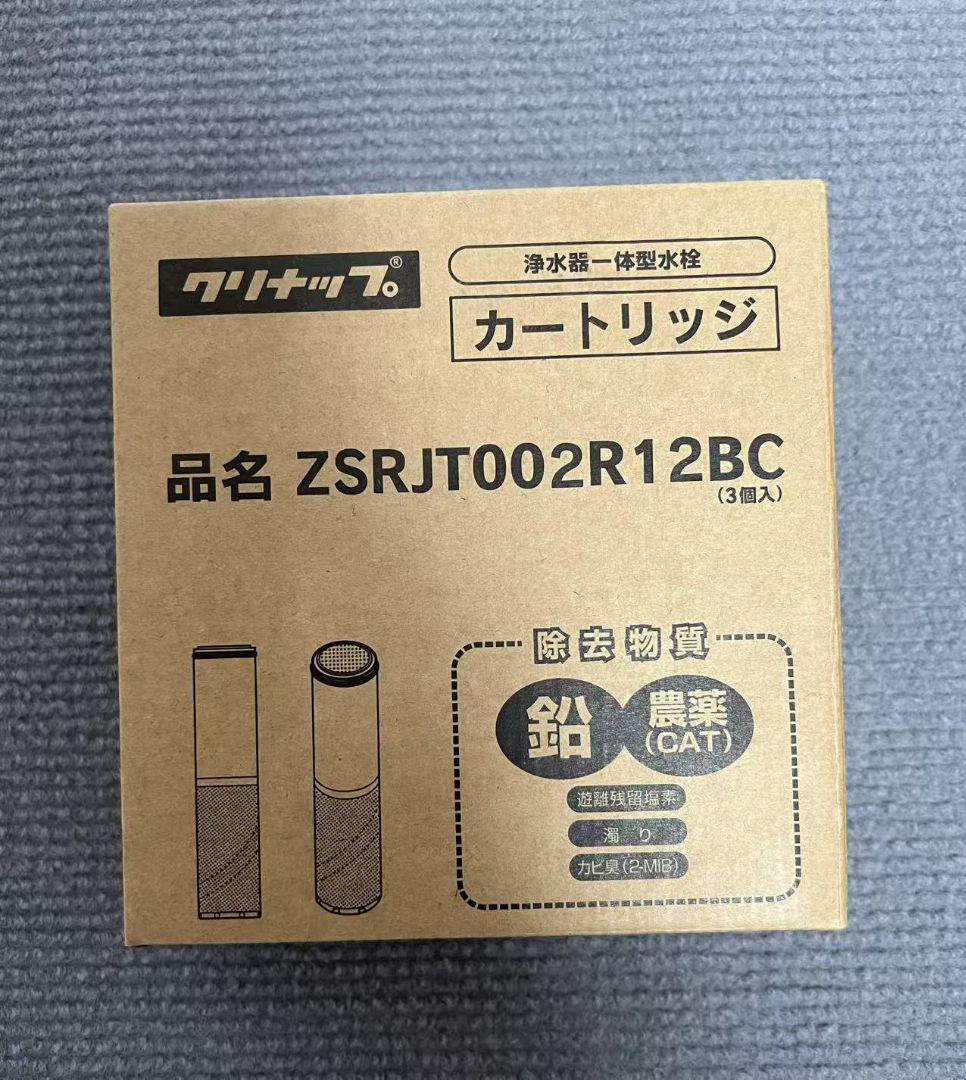 クリナップ®
浄水器一体型水栓
カートリッジ
品名 ZSRJT002R12BC
(3個入)
除去物質
鉛
農薬
(CAT)
遊離残留塩素
濁り
カビ臭(2-MIB)